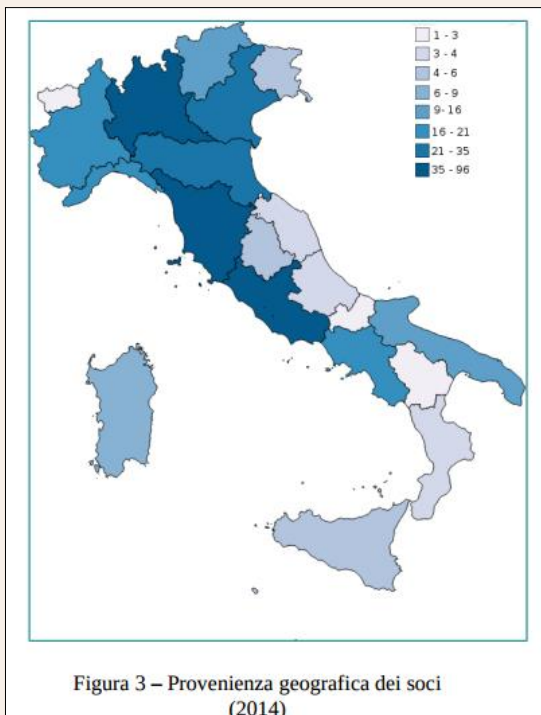 1 - 3
3 - 4
4 - 6
6 - 9
9- 16
16 - 21
21 - 35
35 - 96
Figura 3 – Provenienza geografica dei soci
(2014)